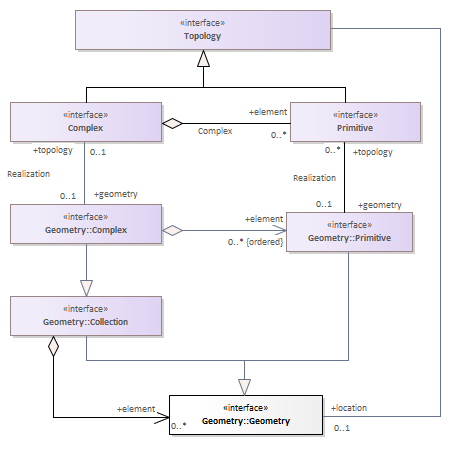 «interface»
Topology
«interface»
Complex
+element
0..*
Complex
«interface»
Primitive
+topology
0..1
0..*
+topology
Realization
Realization
0..1
+geometry
0..1
+geometry
«interface»
Geometry::Complex
+element
0..* {ordered}
«interface»
Geometry::Primitive
«interface»
Geometry::Collection
+element
0..*
«interface»
Geometry::Geometry
+location
0..1